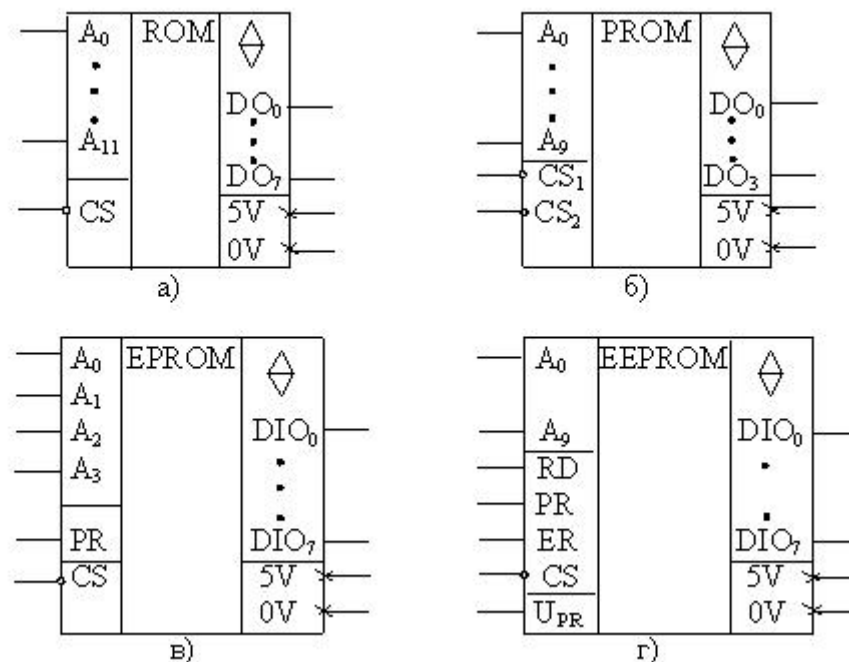 A0 ROM
DO0
A11
DO7
CS 5V
0V
а)
A0 PROM
DO0
A9
CS1 DO3
CS2 5V
0V
б)
A0 EPROM
A1
A2 DIO0
A3
PR DIO7
CS 5V
0V
в)
A0 EEPROM
A9 DIO0
RD
PR
ER DIO7
CS 5V
UPR 0V
г)